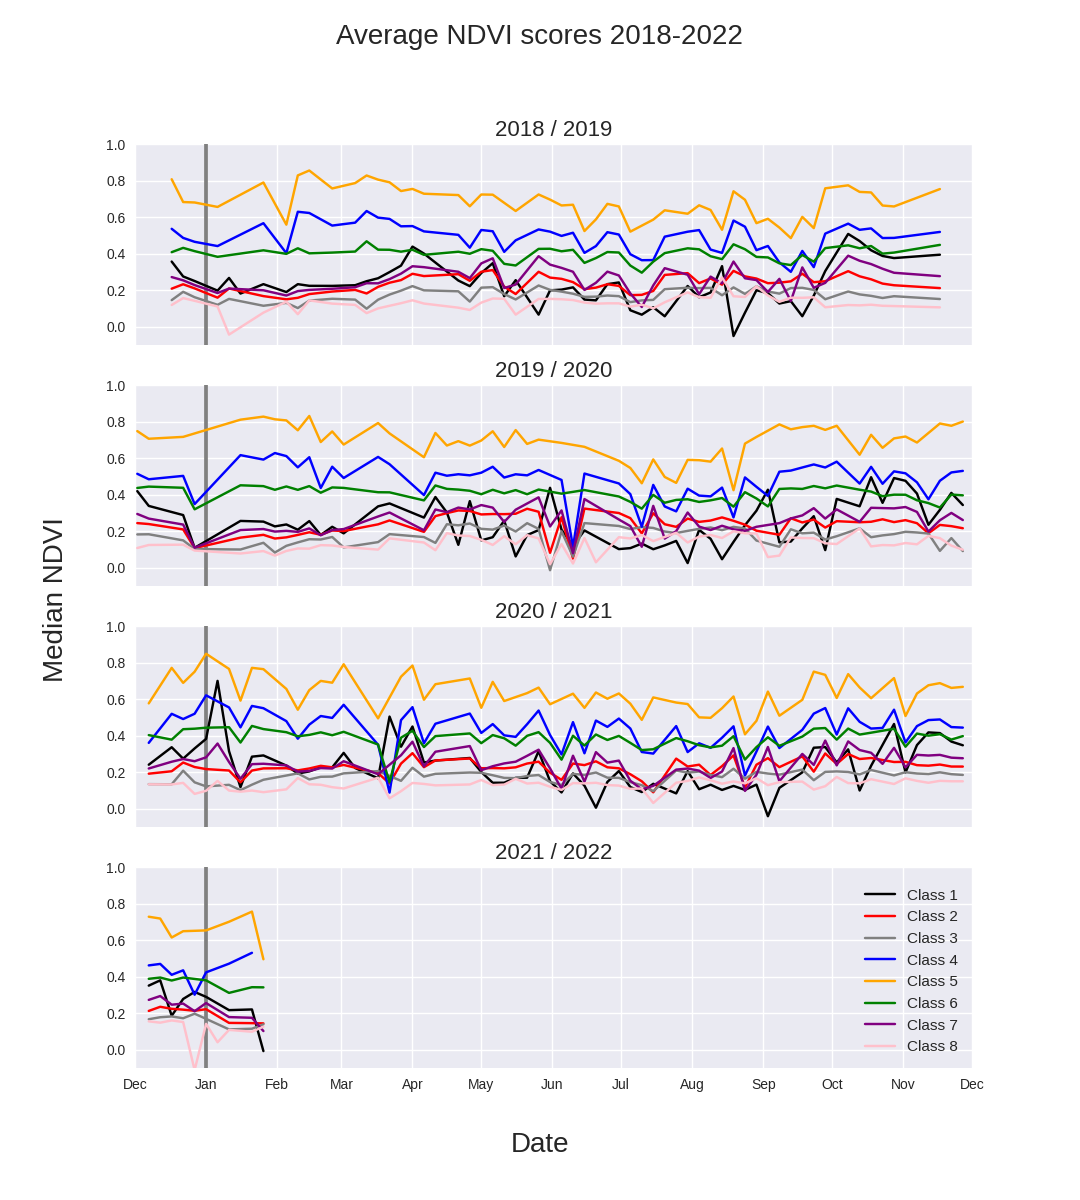 Average NDVI scores 2018-2022
2018 / 2019
1.0
0.8
0.6
0.4
0.2
0.0
2019 / 2020
1.0
0.8
0.6
0.4
0.2
0.0
Median NDVI
2020 / 2021
1.0
0.8
0.6
0.4
0.2
0.0
2021 / 2022
1.0
0.8
0.6
0.4
0.2
0.0
Class 1
Class 2
Class 3
Class 4
Class 5
Class 6
Class 7
Class 8
Dec Jan Feb Mar Apr May Jun Jul Aug Sep Oct Nov Dec
Date